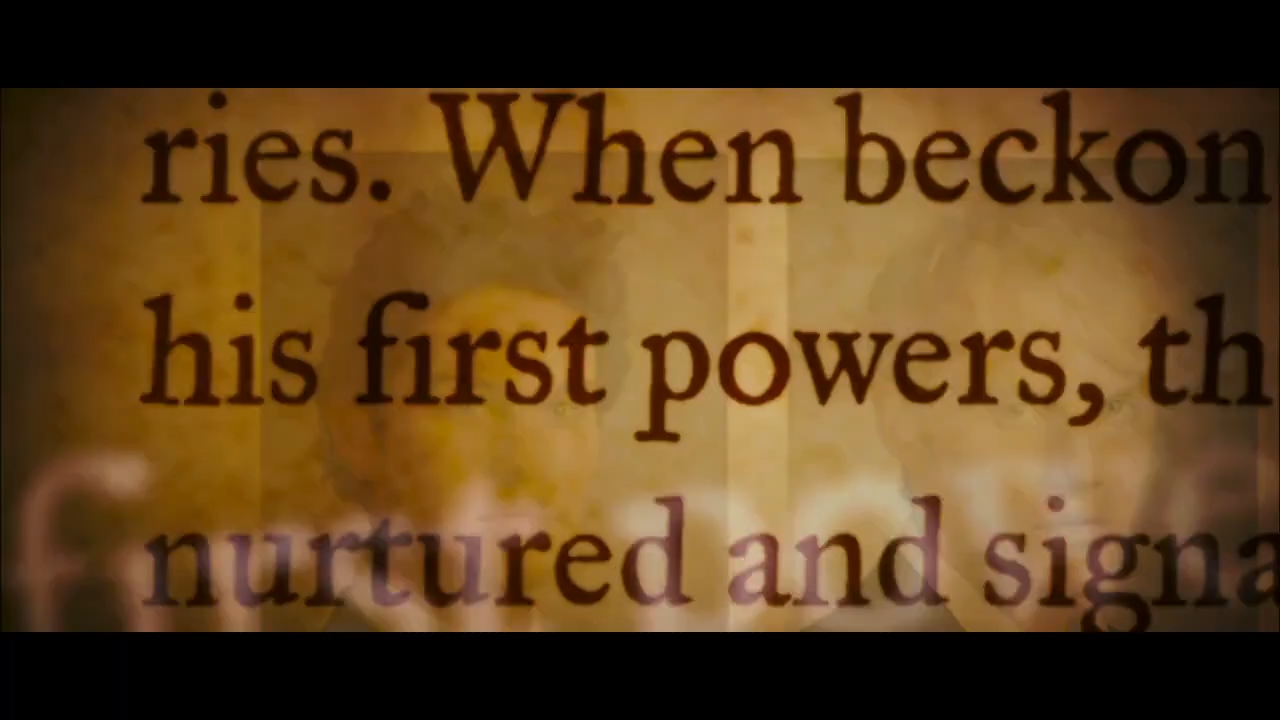 ries. When beckon
his first powers, th
nurtured and signa